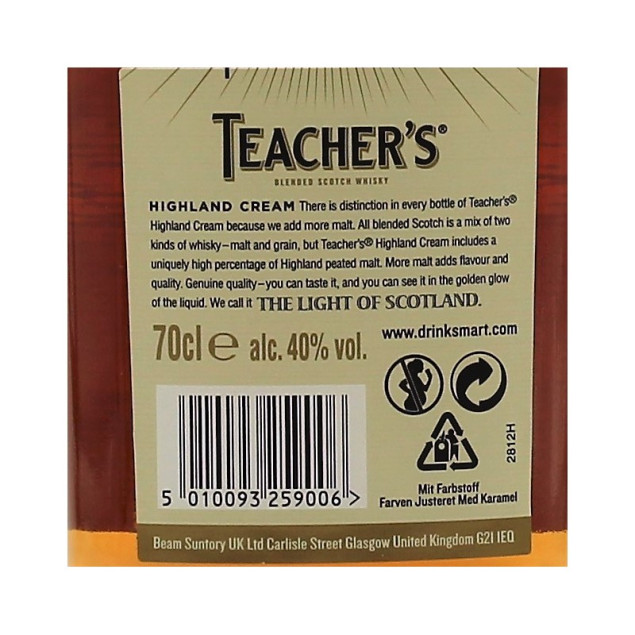 TEACHER'S®
BLENDED SCOTCH WHISKY
HIGHLAND CREAM There is distinction in every bottle of Teacher's®
Highland Cream because we add more malt. All blended Scotch is a mix of two
kinds of whisky–malt and grain, but Teacher's® Highland Cream includes a
uniquely high percentage of Highland peated malt. More malt adds flavour and
quality. Genuine quality–you can taste it, and you can see it in the golden glow
of the liquid. We call it THE LIGHT OF SCOTLAND.
70cl e alc. 40% vol.
www.drinksmart.com
2812H
5 010093 259006 >
Mit Farbstoff
Farven Justeret Med Karamel
Beam Suntory UK Ltd Carlisle Street Glasgow United Kingdom G21 1EQ